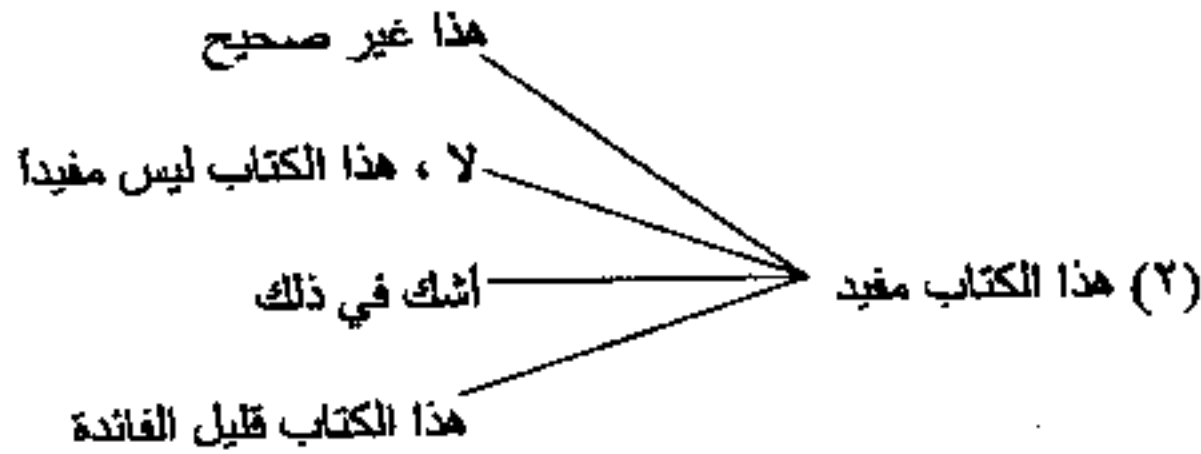 هذا غير صحيح
لا ، هذا الكتاب ليس مفيداً
(٢) هذا الكتاب مفيد
أشك في ذلك
هذا الكتاب قليل الفائدة